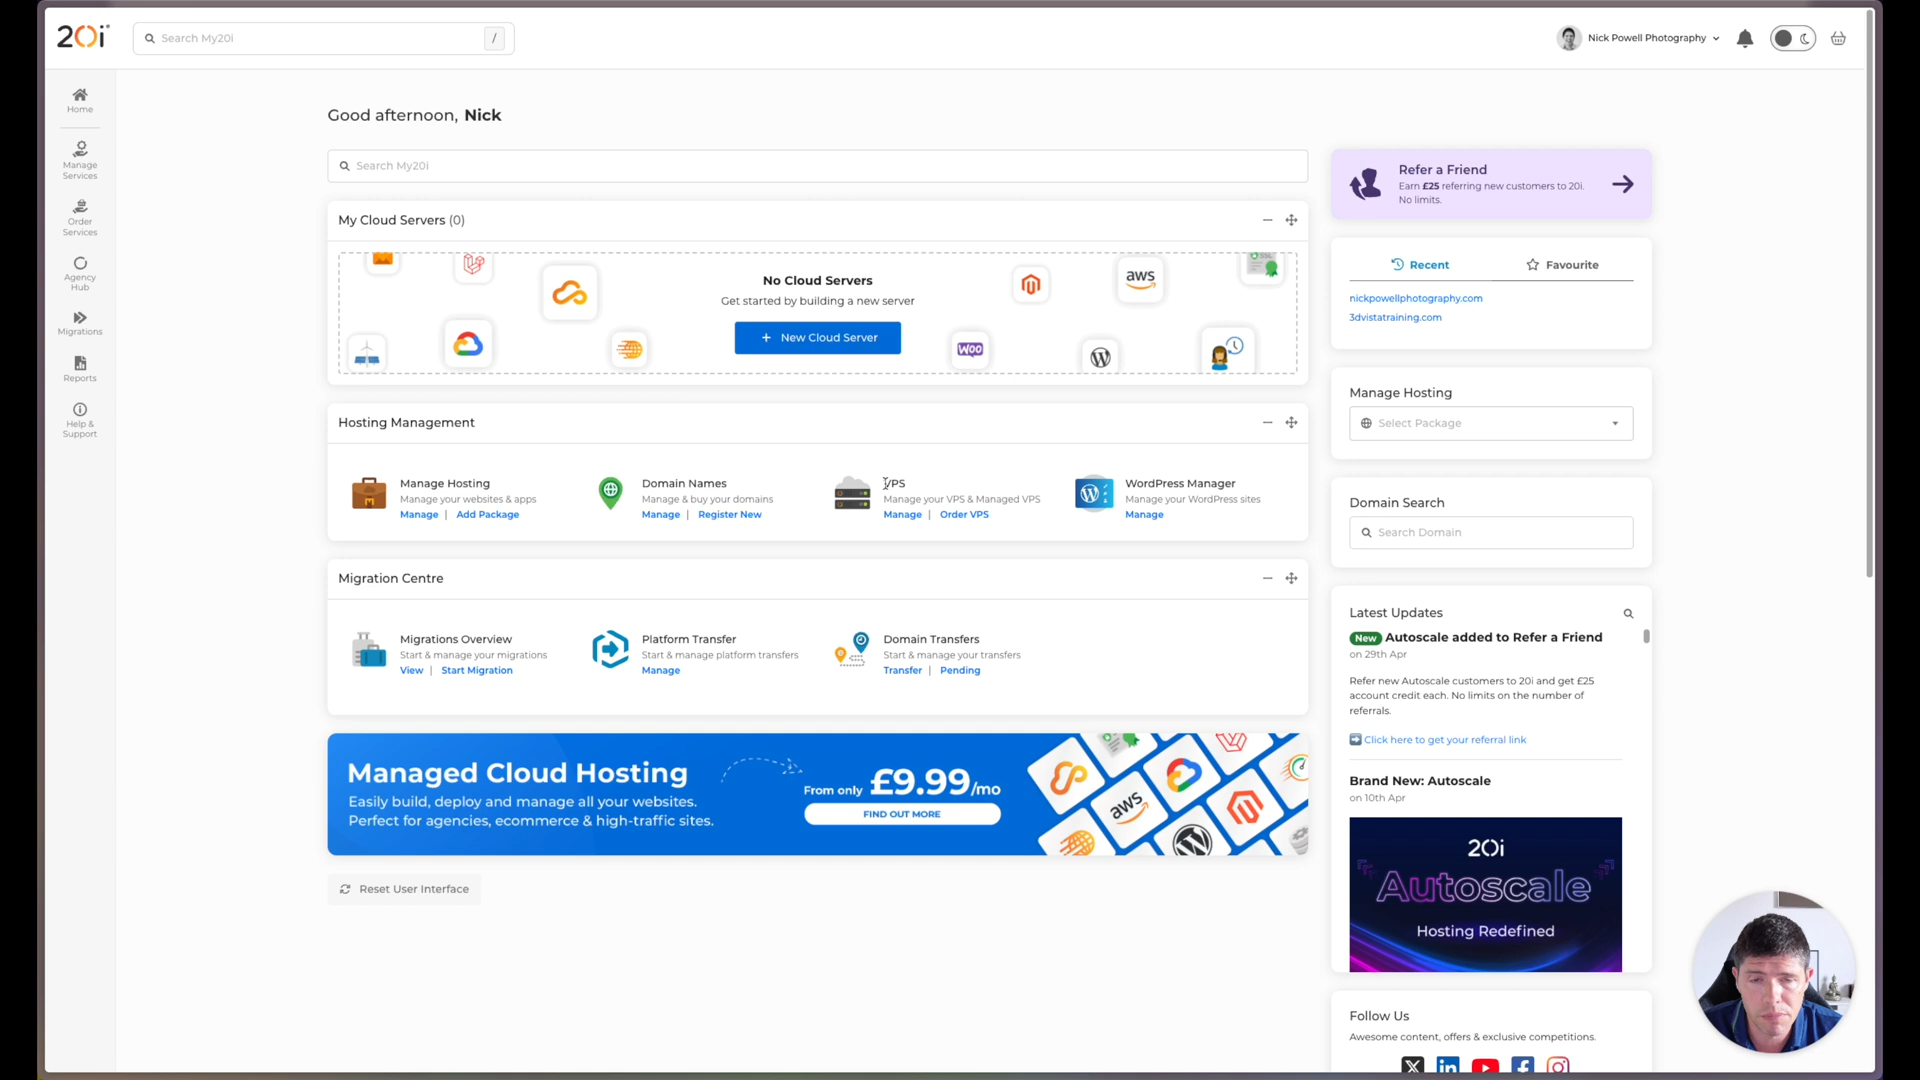 20i
Search My20i
/
Nick Powell Photography
Home
Manage
Services
Order
Services
Agency
Hub
Migrations
Reports
Help &
Support
Good afternoon, Nick
Search My20i
My Cloud Servers (0)
No Cloud Servers
Get started by building a new server
+ New Cloud Server
aws
Woo
Hosting Management
Manage Hosting
Manage your websites & apps
Manage | Add Package
Domain Names
Manage & buy your domains
Manage | Register New
VPS
Manage your VPS & Managed VPS
Manage | Order VPS
WordPress Manager
Manage your WordPress sites
Manage
Migration Centre
Migrations Overview
Start & manage your migrations
View | Start Migration
Platform Transfer
Start & manage platform transfers
Manage
Domain Transfers
Start & manage your transfers
Transfer | Pending
Managed Cloud Hosting
Easily build, deploy and manage all your websites.
Perfect for agencies, ecommerce & high-traffic sites.
From only £9.99/mo
FIND OUT MORE
aws
Reset User Interface
Refer a Friend
Earn £25 referring new customers to 20i.
No limits.
Recent
Favourite
nickpowellphotography.com
3dvistatraining.com
Manage Hosting
Select Package
Domain Search
Search Domain
Latest Updates
New Autoscale added to Refer a Friend
on 29th Apr
Refer new Autoscale customers to 20i and get £25
account credit each. No limits on the number of
referrals.
Click here to get your referral link
Brand New: Autoscale
on 10th Apr
20i
Autoscale
Hosting Redefined
Follow Us
Awesome content, offers & exclusive competitions.